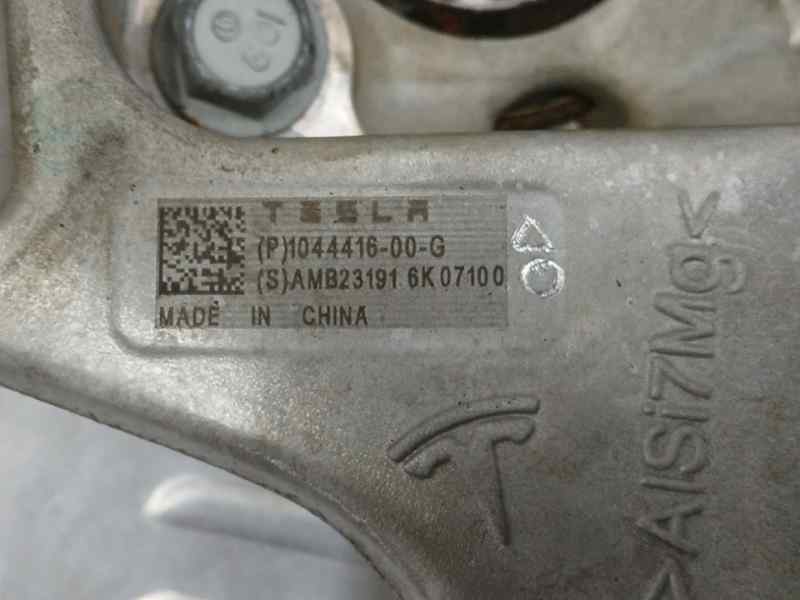 TESLA
(P)1044416-00-G
(S)AMB23191 6K07100
MADE IN CHINA
>AlSi7Mg<